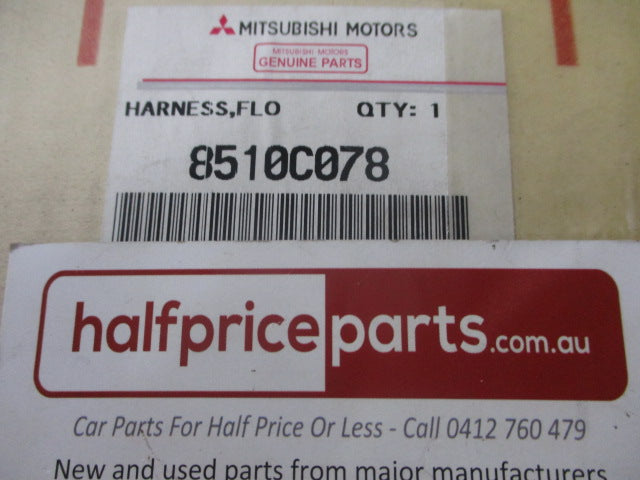 MITSUBISHI MOTORS
MITSUBISHI MOTORS
GENUINE PARTS
HARNESS,FLO QTY: 1
8510C078
halfpriceparts.com.au
Car Parts For Half Price Or Less - Call 0412 760 479
New and used parts from major manufacturers